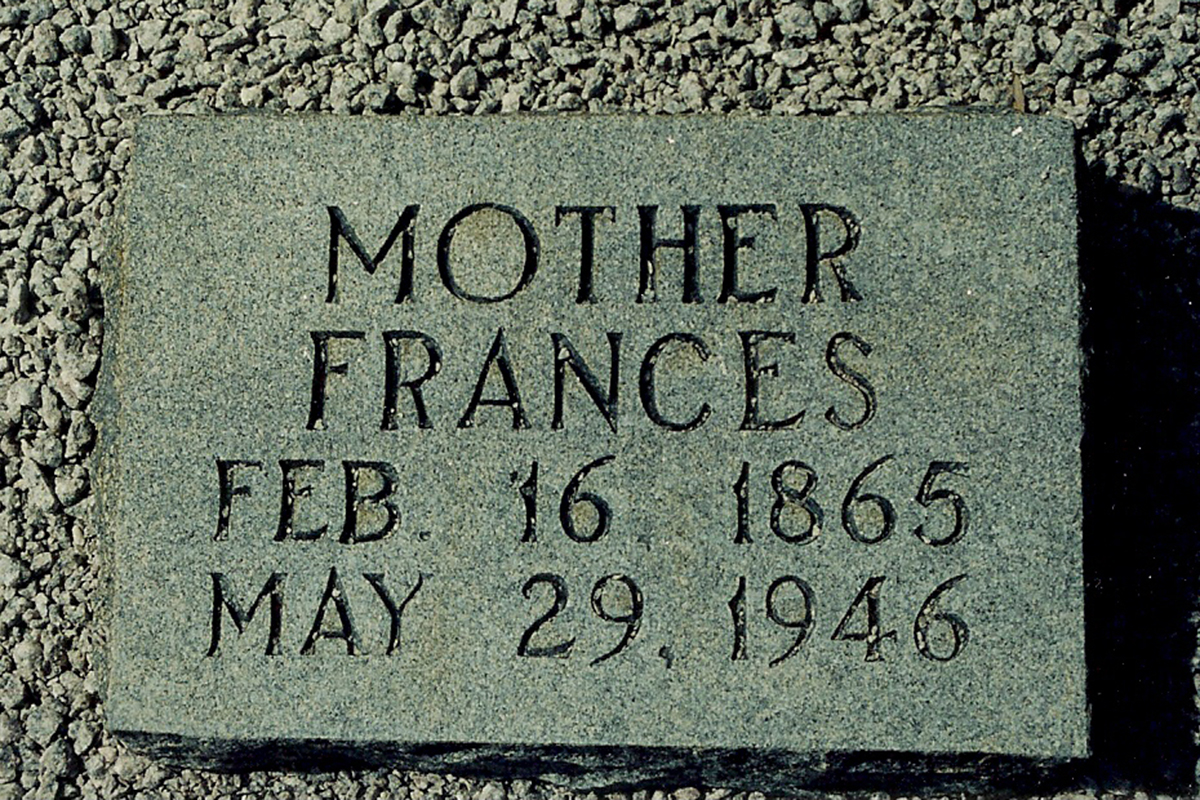 MOTHER
FRANCES
FEB. 16, 1865
MAY 29, 1946